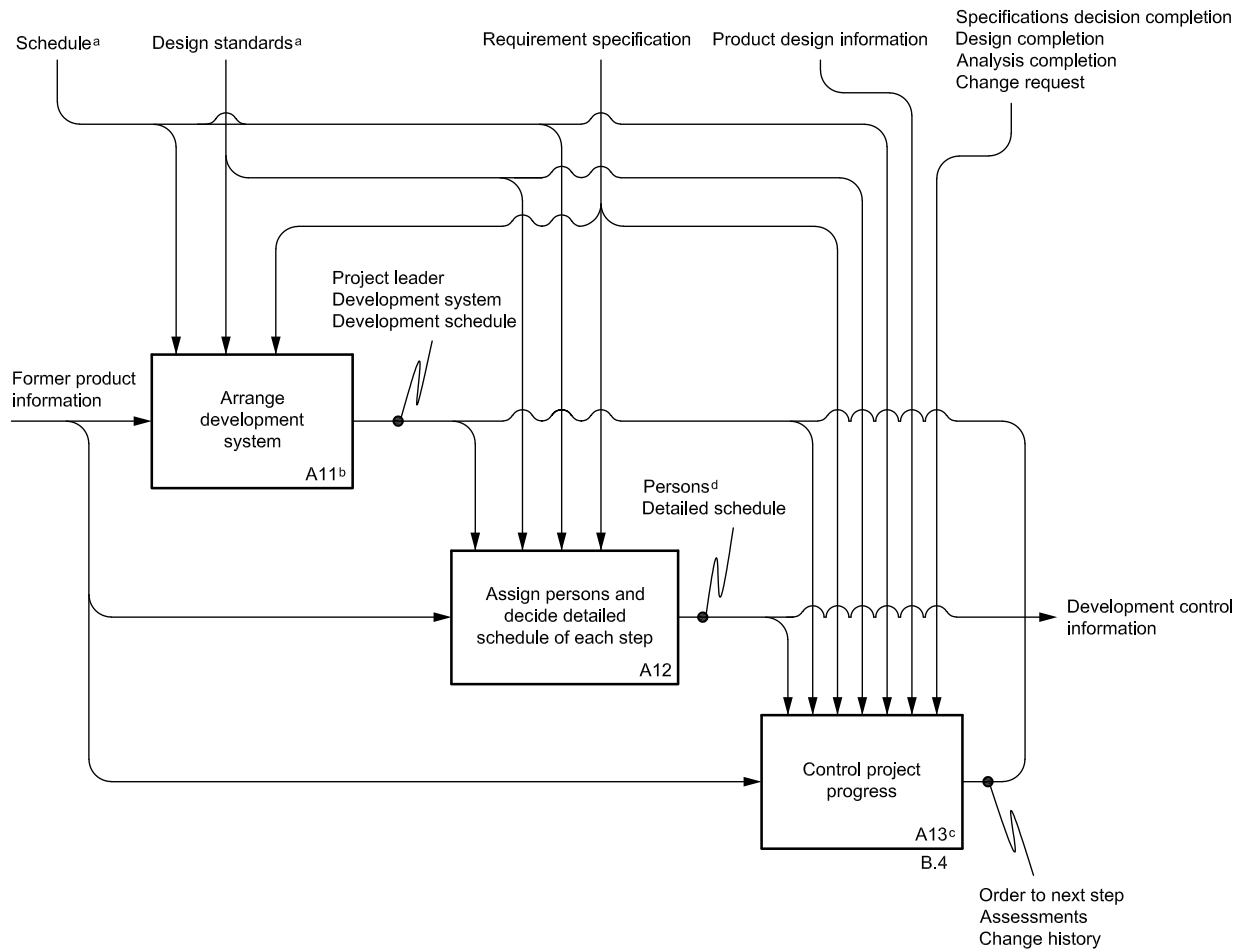 Specifications decision completion
Design completion
Analysis completion
Change request
Schedule a
Design standards a
Requirement specification
Product design information
Project leader
Development system
Development schedule
Former product
information
Arrange
development
system
A11 b
Persons d
Detailed schedule
Assign persons and
decide detailed
schedule of each step
A12
Development control
information
Control project
progress
A13 c
B.4
Order to next step
Assessments
Change history